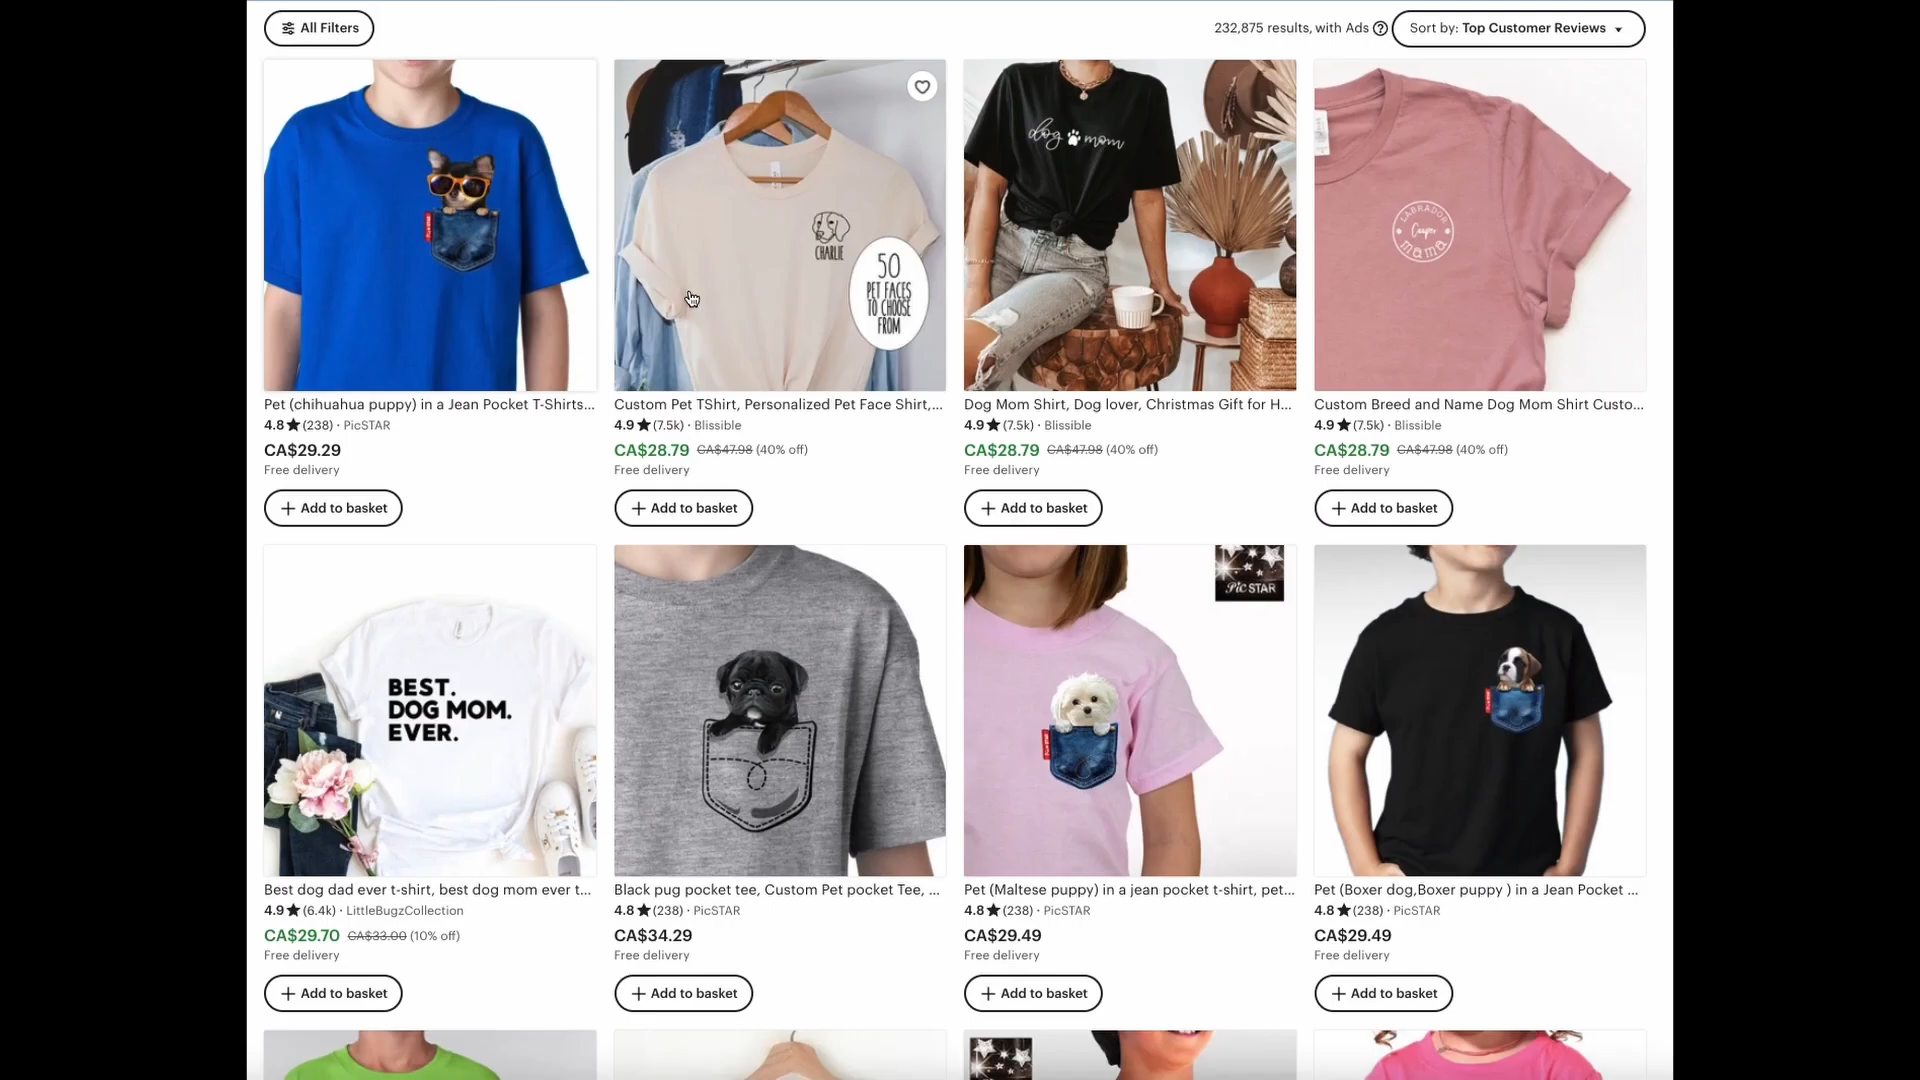 All Filters
232,875 results, with Ads
Sort by: Top Customer Reviews
CHARLIE
50
PET FACES
TO CHOOSE
FROM
dog mom
LABRADOR
Cooper
mama
Pet (chihuahua puppy) in a Jean Pocket T-Shirts...
4.8 (238) · PicSTAR
CA$29.29
Free delivery
Add to basket
Custom Pet TShirt, Personalized Pet Face Shirt,...
4.9 (7.5k) · Blissible
CA$28.79 CA$47.98 (40% off)
Free delivery
Add to basket
Dog Mom Shirt, Dog lover, Christmas Gift for H...
4.9 (7.5k) · Blissible
CA$28.79 CA$47.98 (40% off)
Free delivery
Add to basket
Custom Breed and Name Dog Mom Shirt Custo...
4.9 (7.5k) · Blissible
CA$28.79 CA$47.98 (40% off)
Free delivery
Add to basket
BEST.
DOG MOM.
EVER.
PicSTAR
Best dog dad ever t-shirt, best dog mom ever t...
4.9 (6.4k) · LittleBugzCollection
CA$29.70 CA$33.00 (10% off)
Free delivery
Add to basket
Black pug pocket tee, Custom Pet pocket Tee, ...
4.8 (238) · PicSTAR
CA$34.29
Free delivery
Add to basket
Pet (Maltese puppy) in a jean pocket t-shirt, pet...
4.8 (238) · PicSTAR
CA$29.49
Free delivery
Add to basket
Pet (Boxer dog,Boxer puppy ) in a Jean Pocket ...
4.8 (238) · PicSTAR
CA$29.49
Free delivery
Add to basket